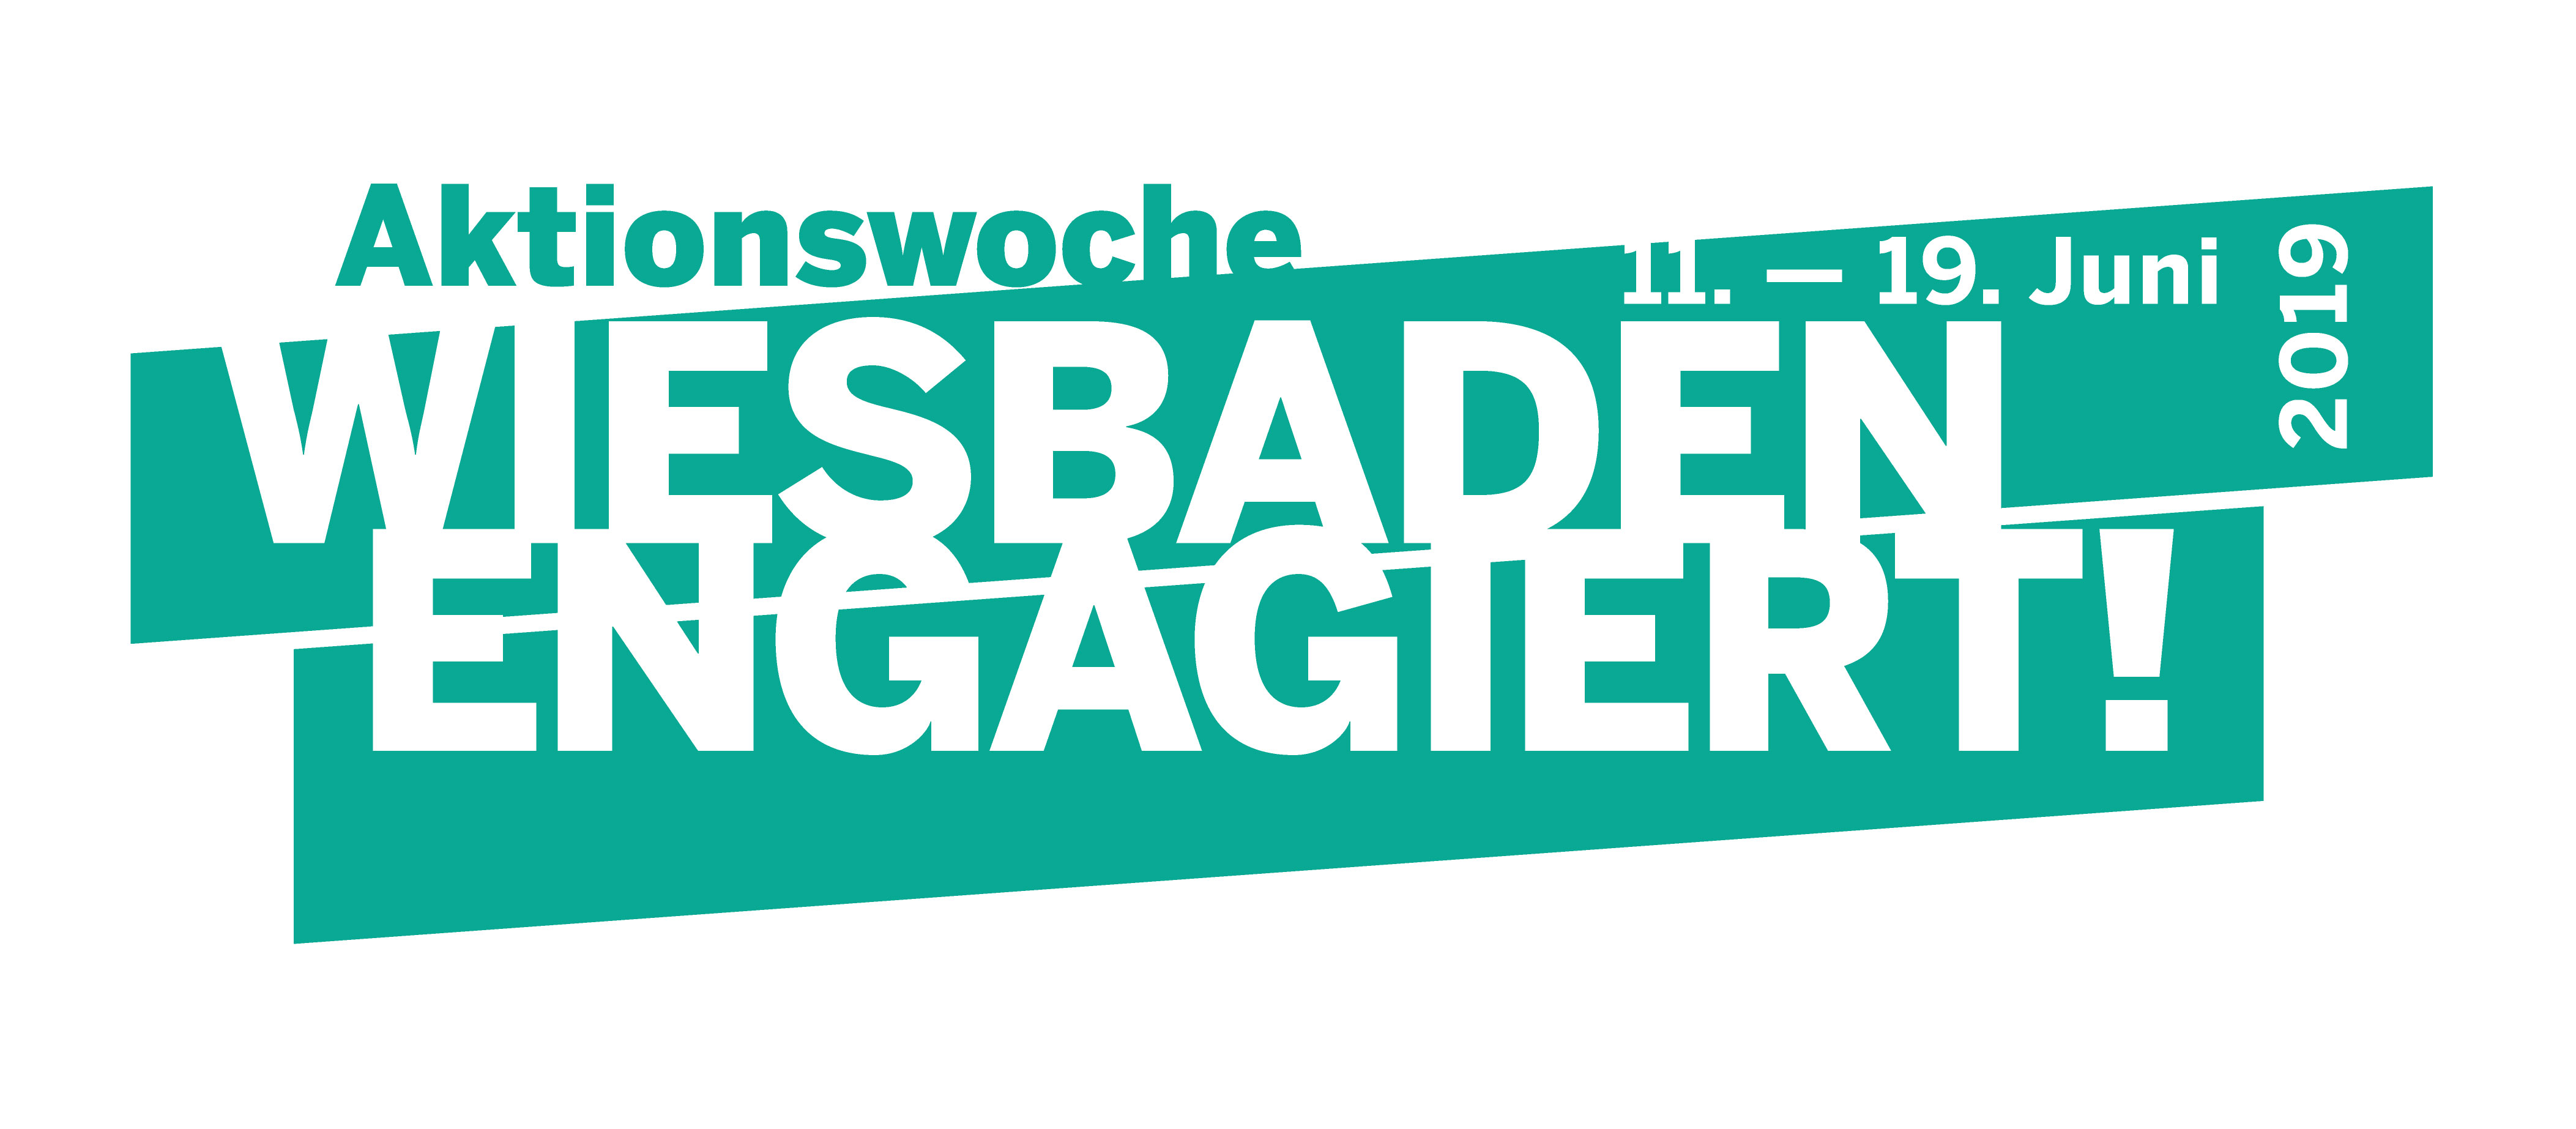 Aktionswoche
11. — 19. Juni
2019
WIESBADEN
ENGAGIERT!